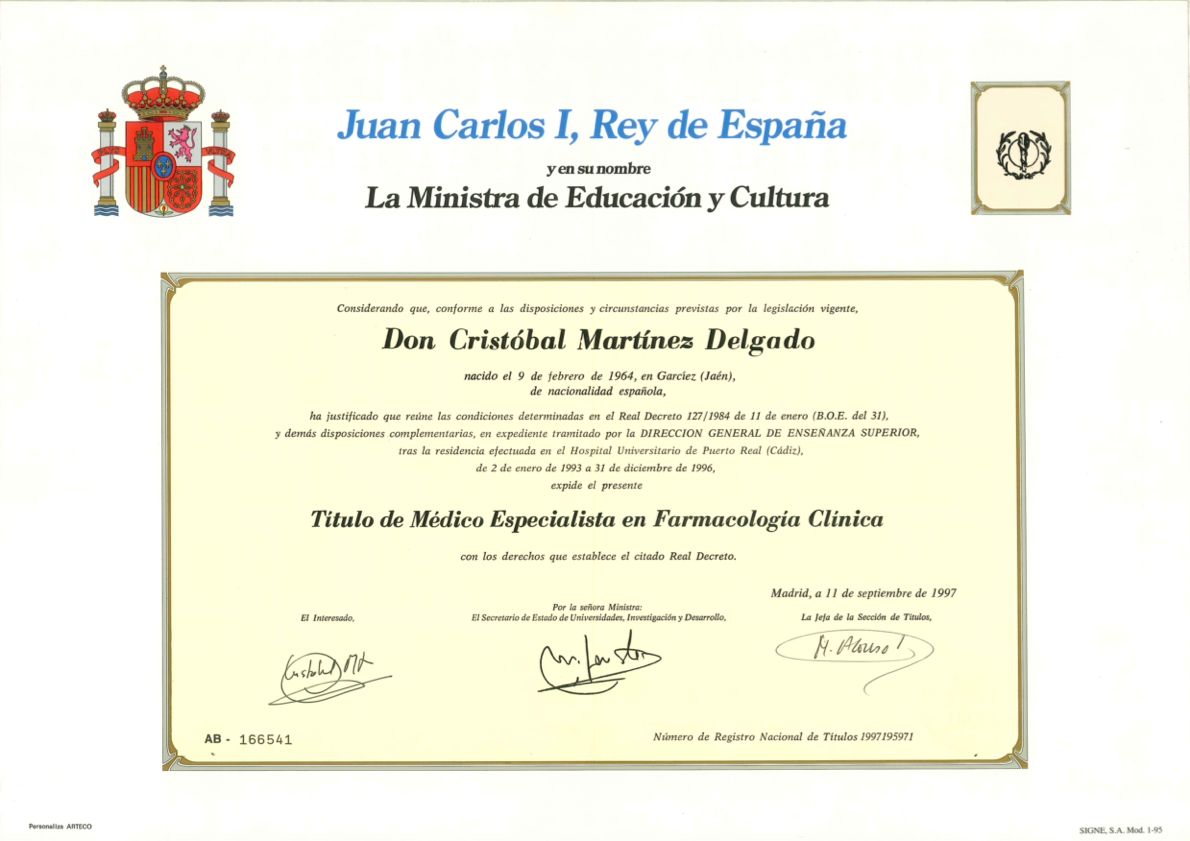 Juan Carlos I, Rey de España
y en su nombre
La Ministra de Educación y Cultura
Considerando que, conforme a las disposiciones y circunstancias previstas por la legislación vigente,
Don Cristóbal Martínez Delgado
nacido el 9 de febrero de 1964, en Garcíez (Jaén),
de nacionalidad española,
ha justificado que reúne las condiciones determinadas en el Real Decreto 127/1984 de 11 de enero (B.O.E. del 31),
y demás disposiciones complementarias, en expediente tramitado por la DIRECCION GENERAL DE ENSEÑANZA SUPERIOR,
tras la residencia efectuada en el Hospital Universitario de Puerto Real (Cádiz),
de 2 de enero de 1993 a 31 de diciembre de 1996,
expide el presente
Título de Médico Especialista en Farmacología Clínica
con los derechos que establece el citado Real Decreto.
Madrid, a 11 de septiembre de 1997
El Interesado,
Por la señora Ministra:
El Secretario de Estado de Universidades, Investigación y Desarrollo,
La Jefa de la Sección de Títulos,
M. Alonso
AB - 166541
Número de Registro Nacional de Títulos 1997195971
Personaliza ARTECO
SIGNE, S.A. Mod. 1-95